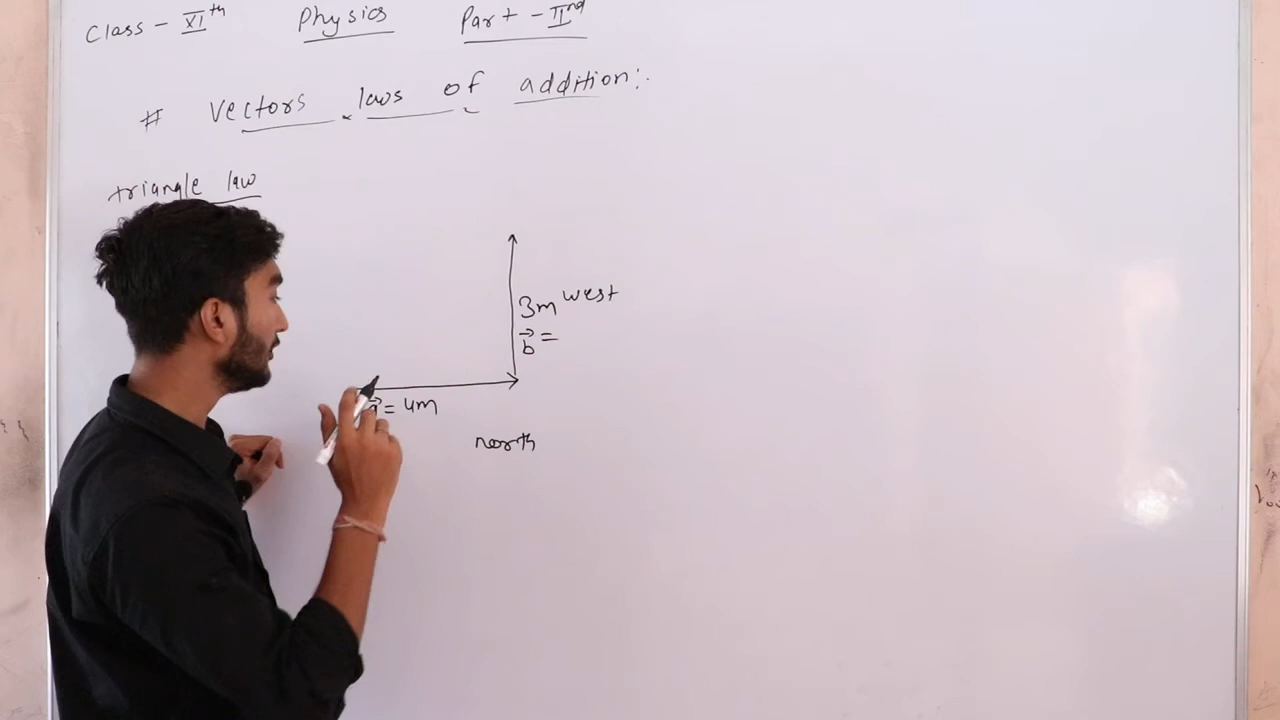 Class - XIth Physics Part - IInd
# Vectors laws of addition:.
triangle law
3m west
b⃗ =
a⃗ = 4m
north